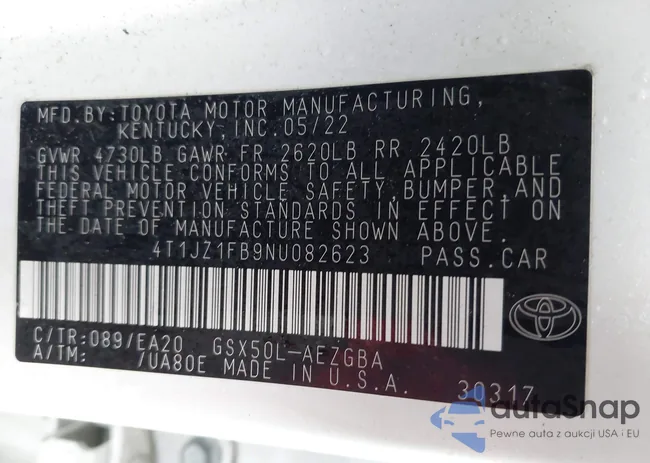 MFD.BY:TOYOTA MOTOR MANUFACTURING,
KENTUCKY,INC.05/22
GVWR 4730LB GAWR FR 2620LB RR 2420LB
THIS VEHICLE CONFORMS TO ALL APPLICABLE
FEDERAL MOTOR VEHICLE SAFETY,BUMPER,AND
THEFT PREVENTION STANDARDS IN EFFECT ON
THE DATE OF MANUFACTURE SHOWN ABOVE.
4T1JZ1FB9NU082623 PASS.CAR
C/TR:089/EA20 GSX50L-AEZGBA
A/TM: /UA80E MADE IN U.S.A. 30317
autoSnap
Pewne auta z aukcji USA i EU